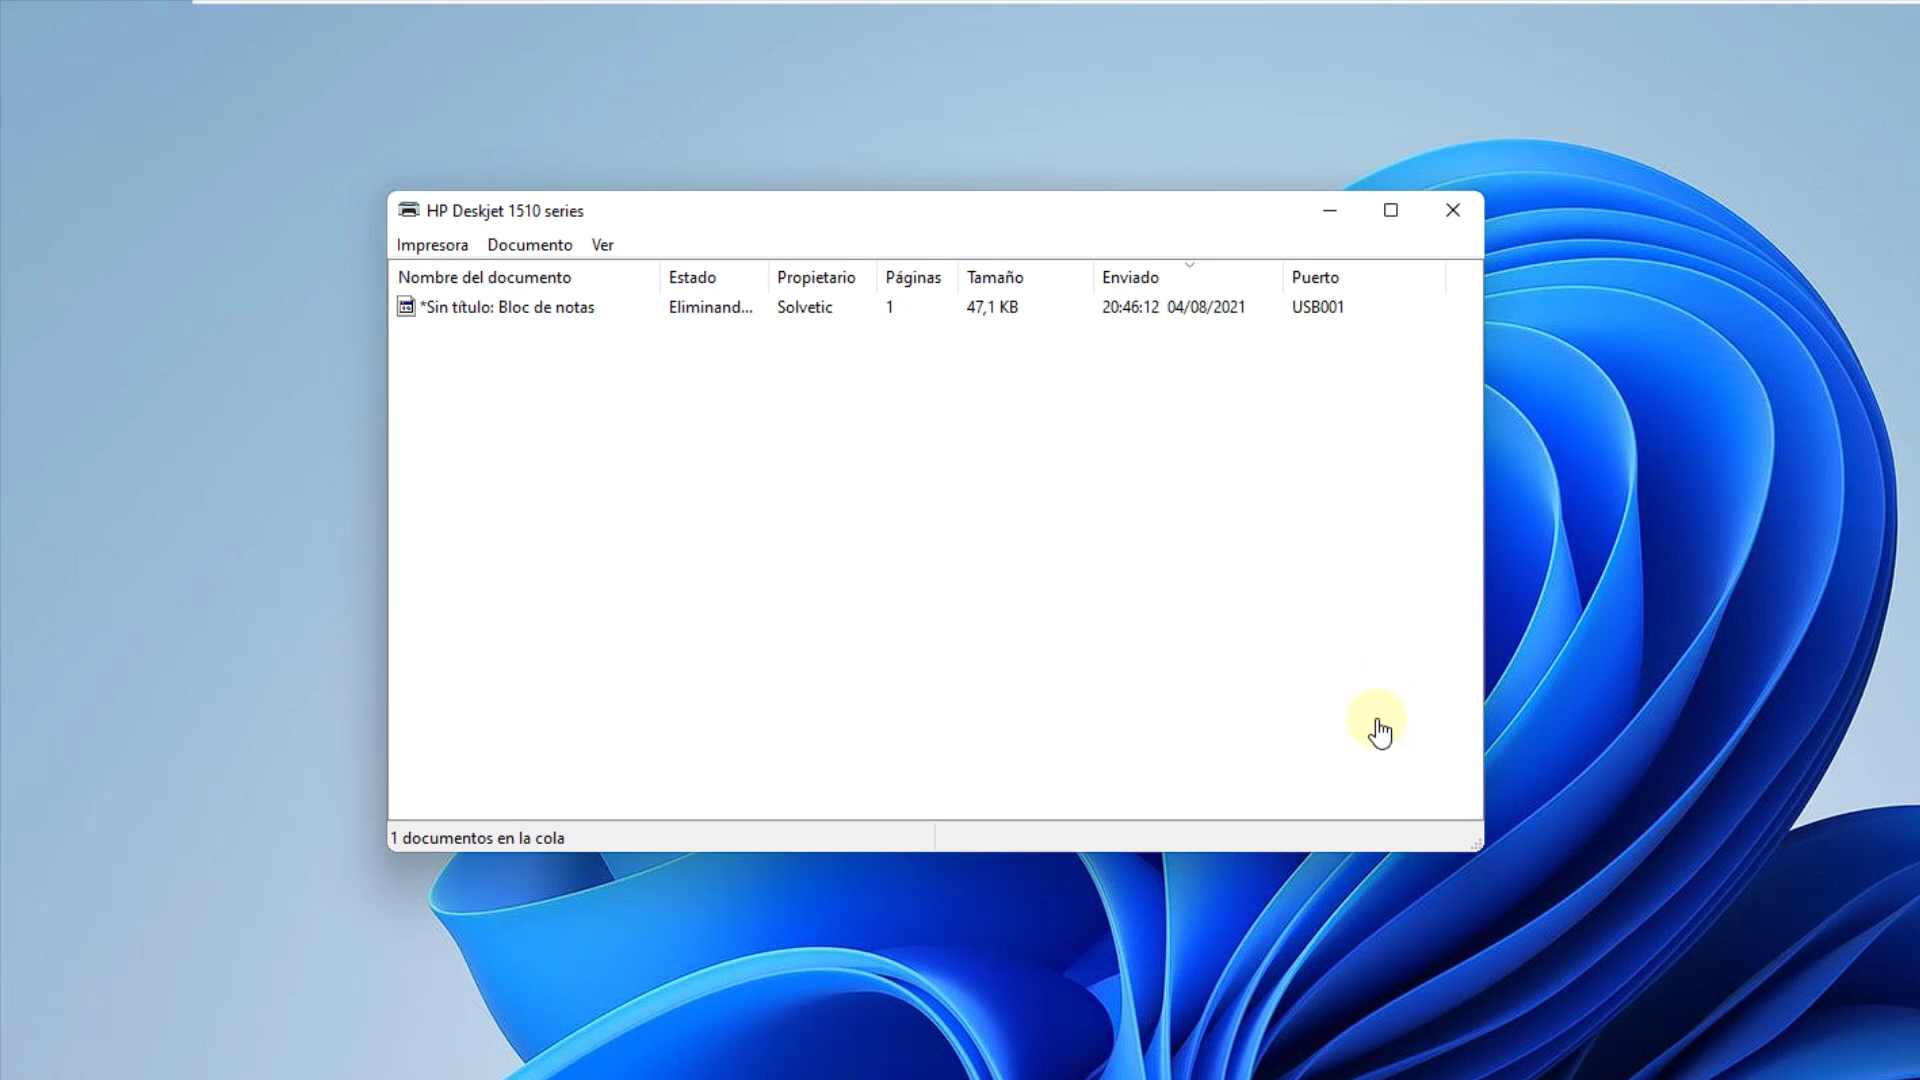 HP Deskjet 1510 series
Impresora Documento Ver
Nombre del documento Estado Propietario Páginas Tamaño Enviado Puerto
*Sin título: Bloc de notas Eliminand... Solvetic 1 47,1 KB 20:46:12 04/08/2021 USB001
1 documentos en la cola